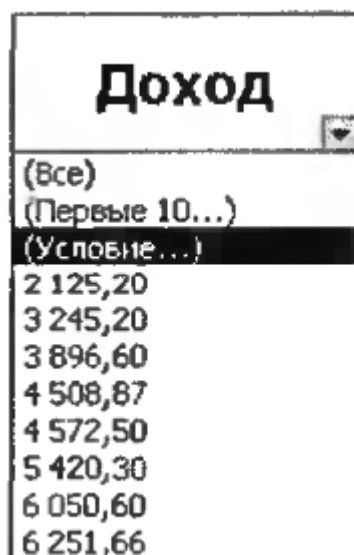 Доход
(Все)
(Первые 10...)
(Условие...)
2 125,20
3 245,20
3 896,60
4 508,87
4 572,50
5 420,30
6 050,60
6 251,66